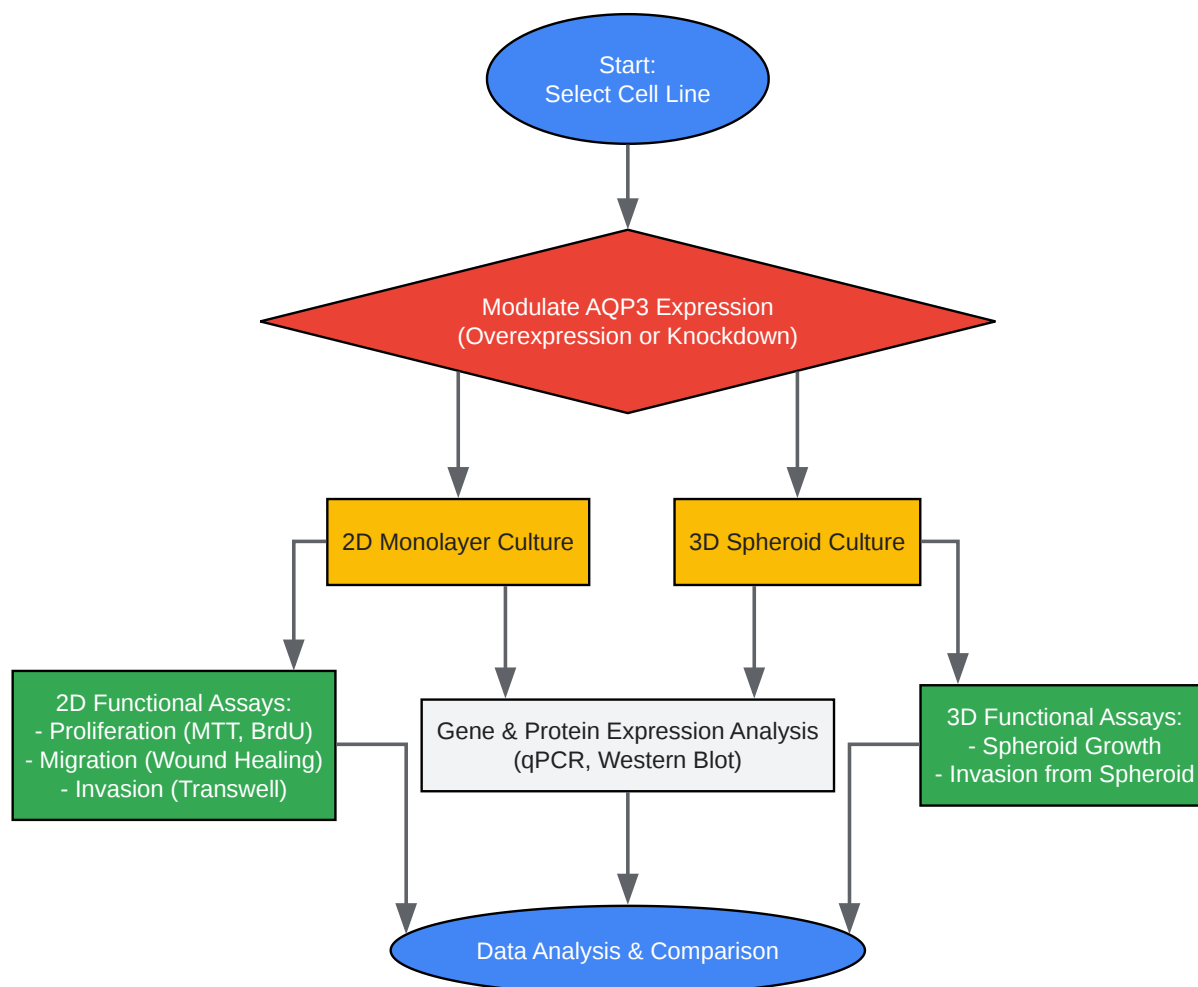 Start:
Select Cell Line
Modulate AQP3 Expression
(Overexpression or Knockdown)
2D Monolayer Culture
3D Spheroid Culture
2D Functional Assays:
- Proliferation (MTT, BrdU)
- Migration (Wound Healing)
- Invasion (Transwell)
Gene & Protein Expression Analysis
(qPCR, Western Blot)
3D Functional Assays:
- Spheroid Growth
- Invasion from Spheroid
Data Analysis & Comparison